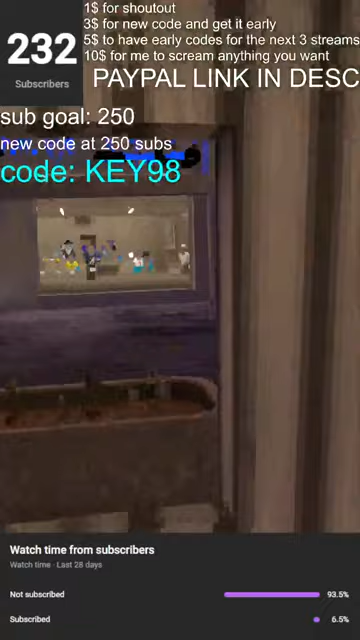 1$ for shoutout
3$ for new code and get it early
5$ to have early codes for the next 3 streams
10$ for me to scream anything you want
PAYPAL LINK IN DESC
232
Subscribers
sub goal: 250
new code at 250 subs
code: KEY98
Watch time from subscribers
Watch time · Last 28 days
Not subscribed 93.5%
Subscribed 6.5%